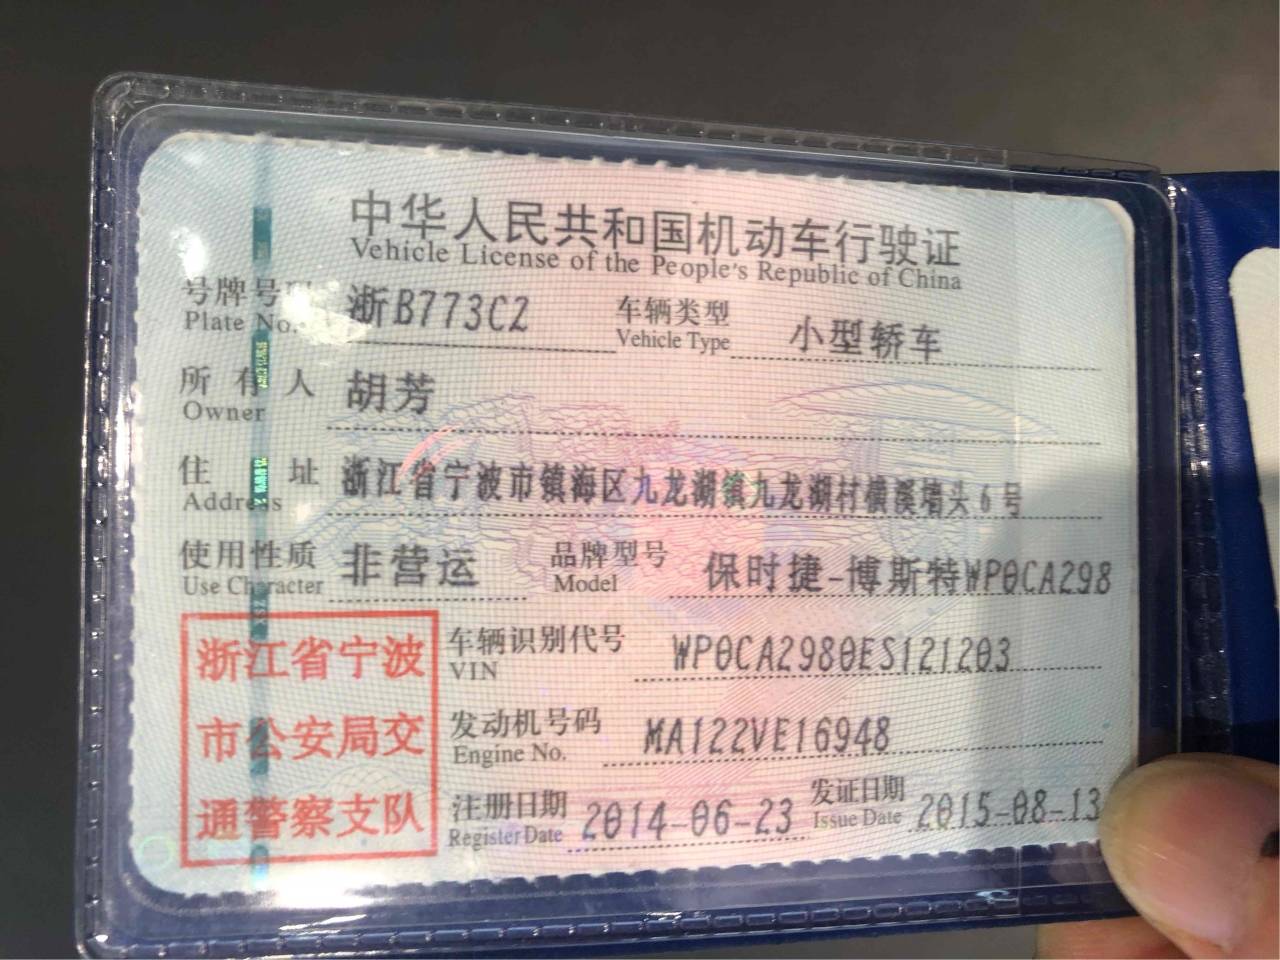 中华人民共和国机动车行驶证
Vehicle License of the People's Republic of China
号牌号码 浙B773C2 车辆类型 小型轿车
Plate No. Vehicle Type
所有人 胡芳
Owner
住址 浙江省宁波市镇海区九龙湖镇九龙湖村横溪墙头6号
Address
使用性质 非营运 品牌型号 保时捷-博斯特WP0CA298
Use Character Model
浙江省宁波
市公安局交
通警察支队
车辆识别代号 WP0CA2980ES121203
VIN
发动机号码 MA122VE16948
Engine No.
注册日期 2014-06-23 发证日期 2015-08-13
Register Date Issue Date